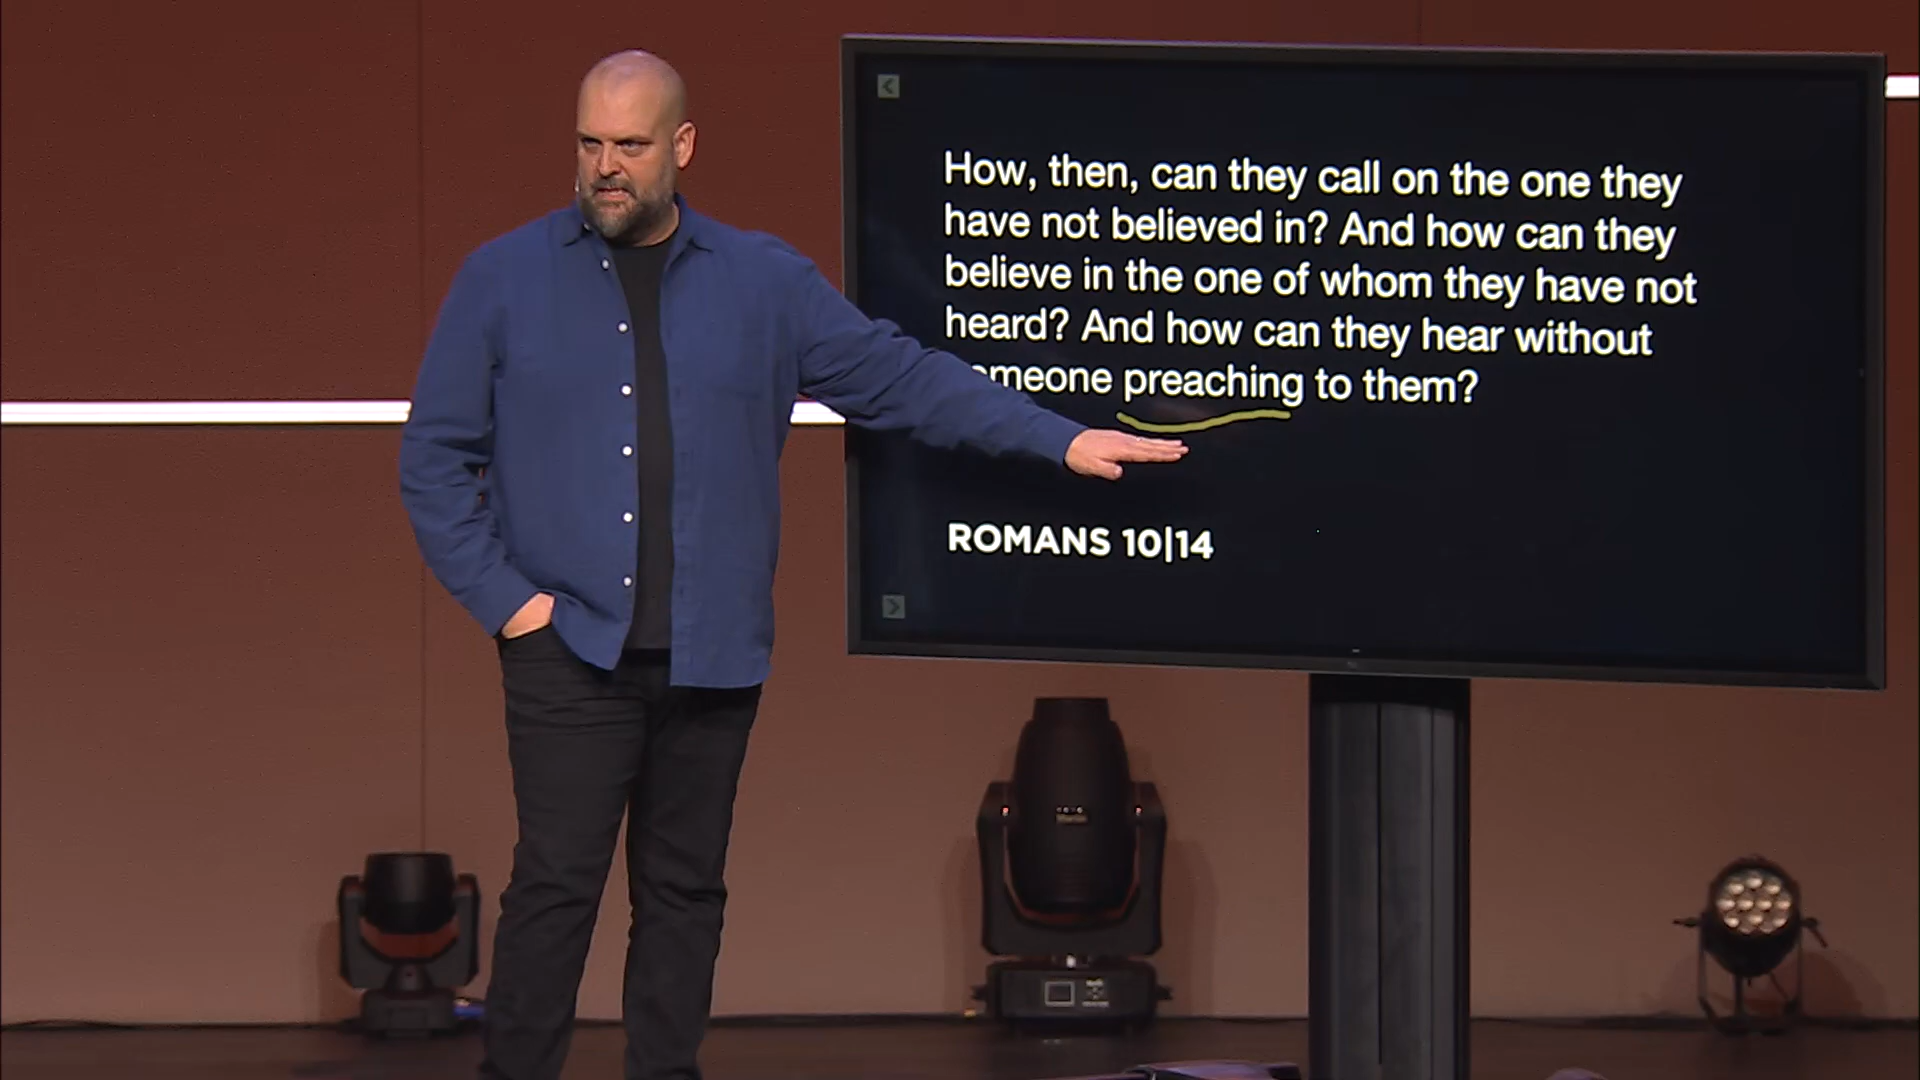 How, then, can they call on the one they
have not believed in? And how can they
believe in the one of whom they have not
heard? And how can they hear without
meone preaching to them?
ROMANS 10|14
Martin